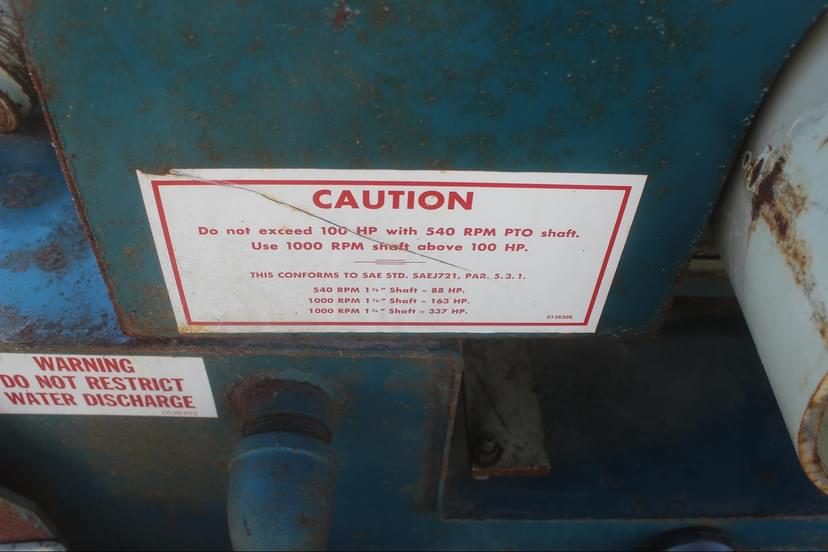 CAUTION
Do not exceed 100 HP with 540 RPM PTO shaft.
Use 1000 RPM shaft above 100 HP.
THIS CONFORMS TO SAE STD. SAEJ721, PAR. 5.3.1.
540 RPM 1⅜" Shaft = 88 HP.
1000 RPM 1⅜" Shaft = 163 HP.
1000 RPM 1¾" Shaft = 337 HP.
0138306
WARNING
DO NOT RESTRICT
WATER DISCHARGE
0138303